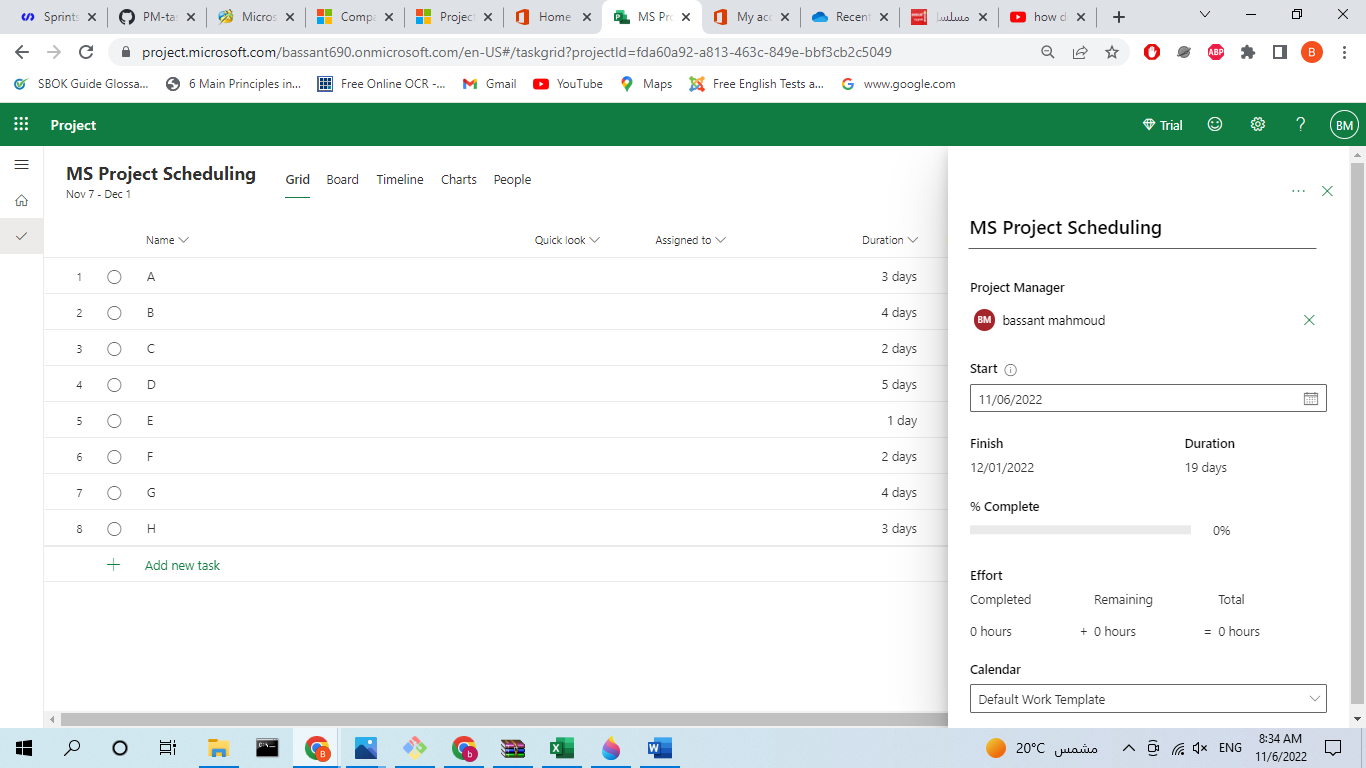 Sprints
PM-ta
Micros
Compa
Project
Home
MS Pro
My acc
Recent
مسلسل
how d
project.microsoft.com/bassant690.onmicrosoft.com/en-US#/taskgrid?projectId=fda60a92-a813-463c-849e-bbf3cb2c5049
ABP
B
SBOK Guide Glossa...
6 Main Principles in...
Free Online OCR -...
Gmail
YouTube
Maps
Free English Tests a...
www.google.com
Project
Trial
?
BM
MS Project Scheduling
Nov 7 - Dec 1
Grid
Board
Timeline
Charts
People
Name
Quick look
Assigned to
Duration
1 A 3 days
2 B 4 days
3 C 2 days
4 D 5 days
5 E 1 day
6 F 2 days
7 G 4 days
8 H 3 days
Add new task
MS Project Scheduling
Project Manager
BM bassant mahmoud
Start
11/06/2022
Finish
Duration
12/01/2022
19 days
% Complete
0%
Effort
Completed
Remaining
Total
0 hours + 0 hours = 0 hours
Calendar
Default Work Template
20°C مشمس
ENG
8:34 AM
11/6/2022